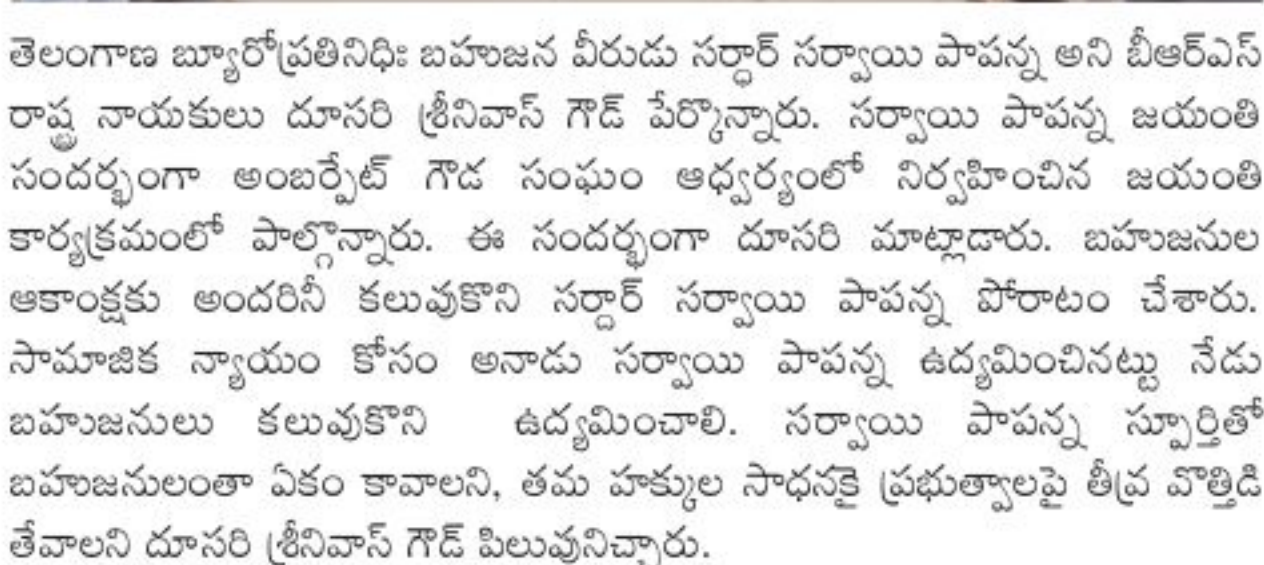 తెలంగాణ బ్యూరోప్రతినిధిః బహుజన వీరుడు సర్ధార్ సర్వాయి పాపన్న అని బీఆర్ఎస్
రాష్ట్ర నాయకులు దూసరి శ్రీనివాస్ గౌడ్ పేర్కొన్నారు. సర్వాయి పాపన్న జయంతి
సందర్భంగా అంబర్పేట్ గౌడ సంఘం ఆధ్వర్యంలో నిర్వహించిన జయంతి
కార్యక్రమంలో పాల్గొన్నారు. ఈ సందర్భంగా దూసరి మాట్లాడారు. బహుజనుల
ఆకాంక్షకు అందరినీ కలువుకొని సర్దార్ సర్వాయి పాపన్న పోరాటం చేశారు.
సామాజిక న్యాయం కోసం అనాడు సర్వాయి పాపన్న ఉద్యమించినట్టు నేడు
బహుజనులు కలువుకొని ఉద్యమించాలి. సర్వాయి పాపన్న స్పూర్తితో
బహుజనులంతా ఏకం కావాలని, తమ హక్కుల సాధనకై ప్రభుత్వాలపై తీవ్ర వొత్తిడి
తేవాలని దూసరి శ్రీనివాస్ గౌడ్ పిలువునిచ్చారు.